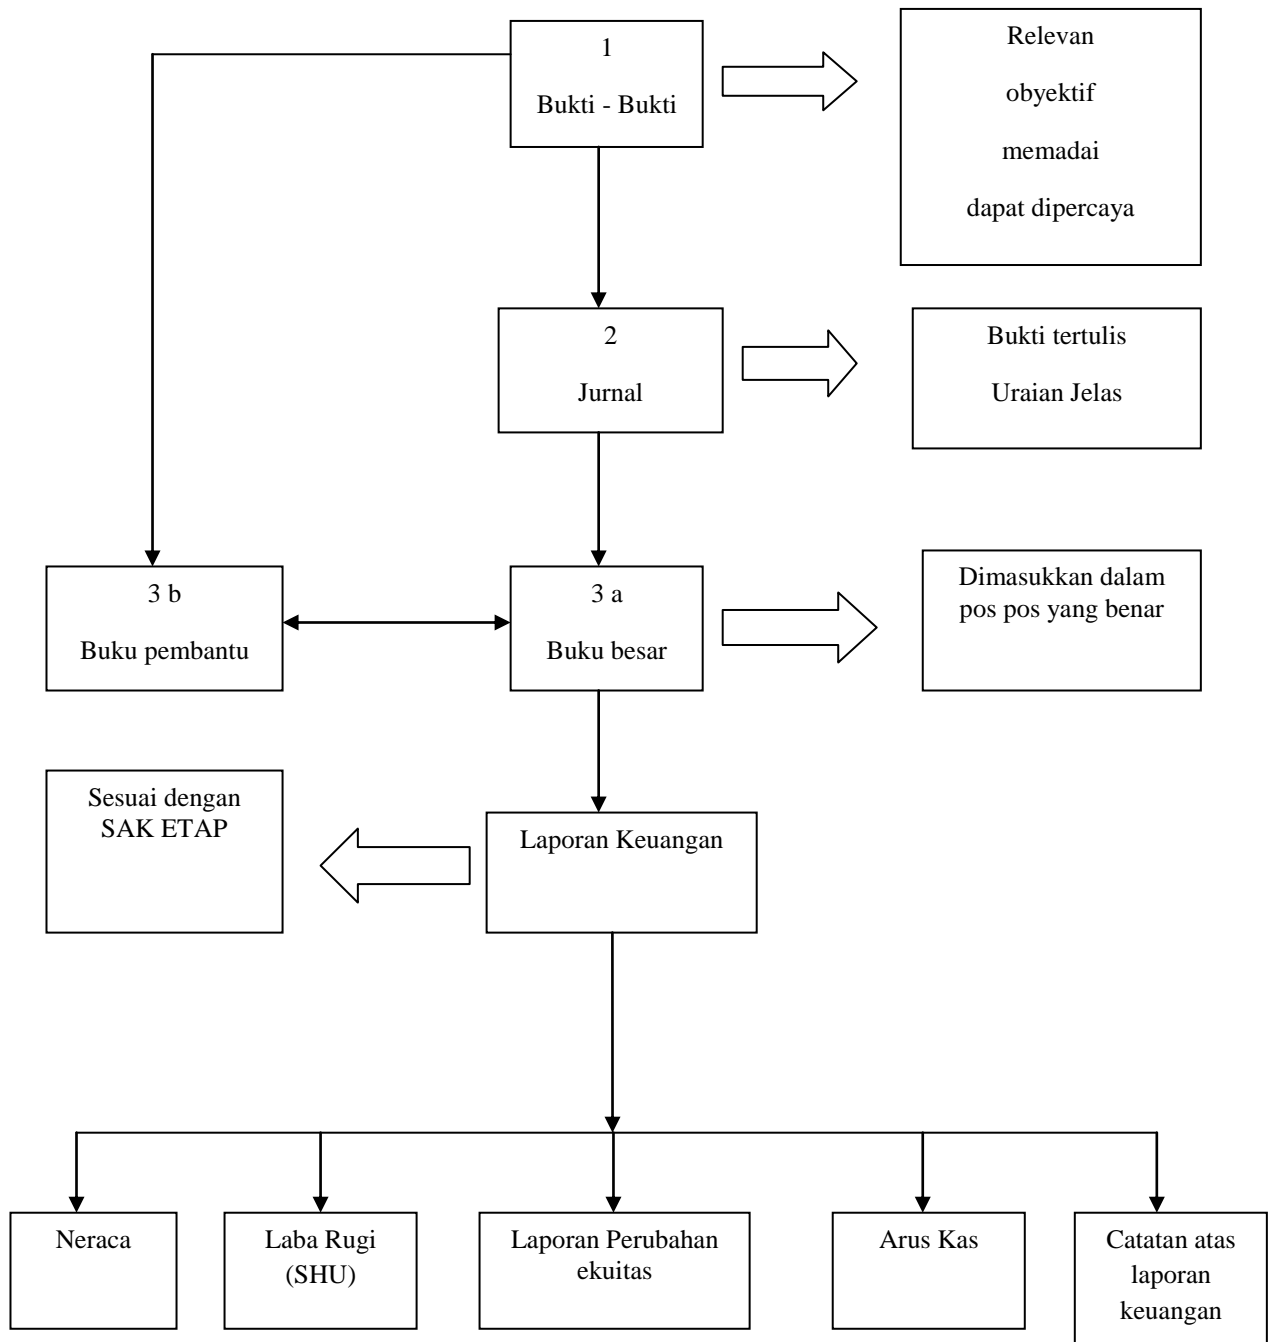 1
Bukti - Bukti
Relevan
obyektif
memadai
dapat dipercaya
2
Jurnal
Bukti tertulis
Uraian Jelas
3 b
Buku pembantu
3 a
Buku besar
Dimasukkan dalam
pos pos yang benar
Sesuai dengan
SAK ETAP
Laporan Keuangan
Neraca
Laba Rugi
(SHU)
Laporan Perubahan
ekuitas
Arus Kas
Catatan atas
laporan
keuangan